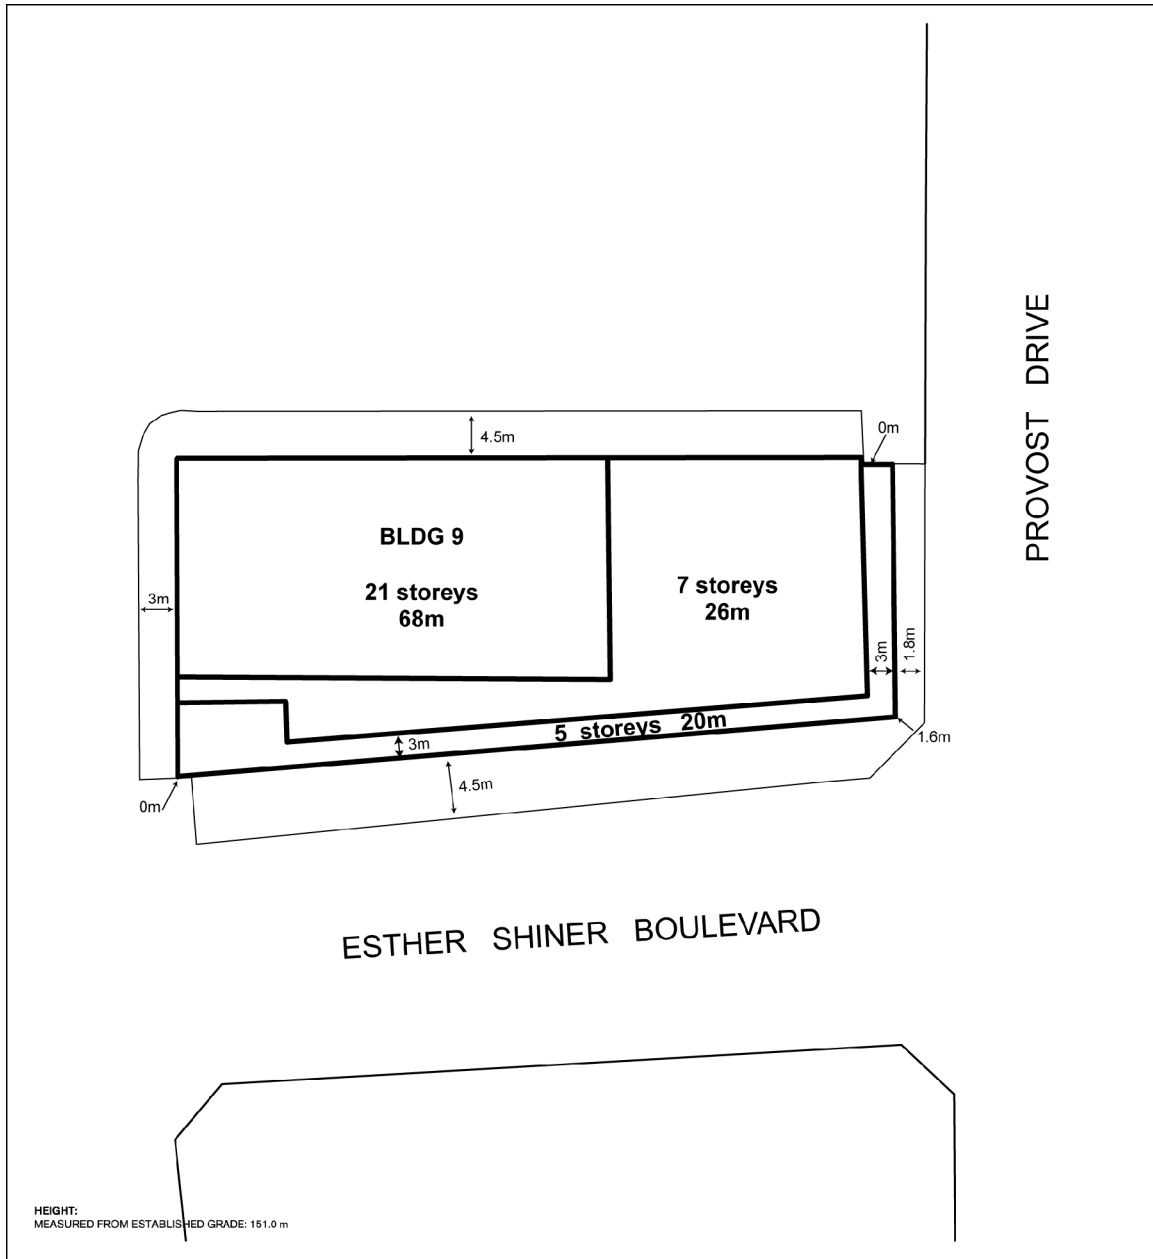 0m
4.5m
PROVOST DRIVE
BLDG 9
21 storeys
68m
7 storeys
26m
3m
3m
1.8m
5 storeys 20m
3m
1.6m
4.5m
0m
ESTHER SHINER BOULEVARD
HEIGHT:
MEASURED FROM ESTABLISHED GRADE: 151.0 m